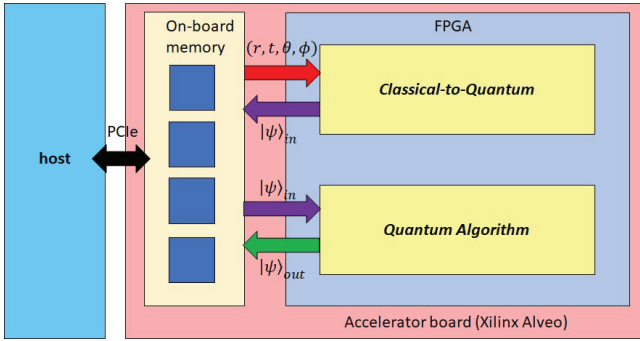 On-board
memory
FPGA
(r, t, θ, ϕ)
Classical-to-Quantum
|ψ⟩in
PCIe
host
|ψ⟩in
Quantum Algorithm
|ψ⟩out
Accelerator board (Xilinx Alveo)